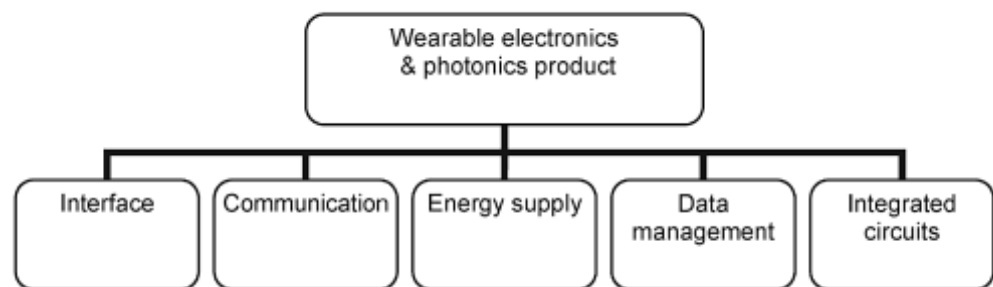 Wearable electronics
& photonics product
Interface
Communication
Energy supply
Data
management
Integrated
circuits